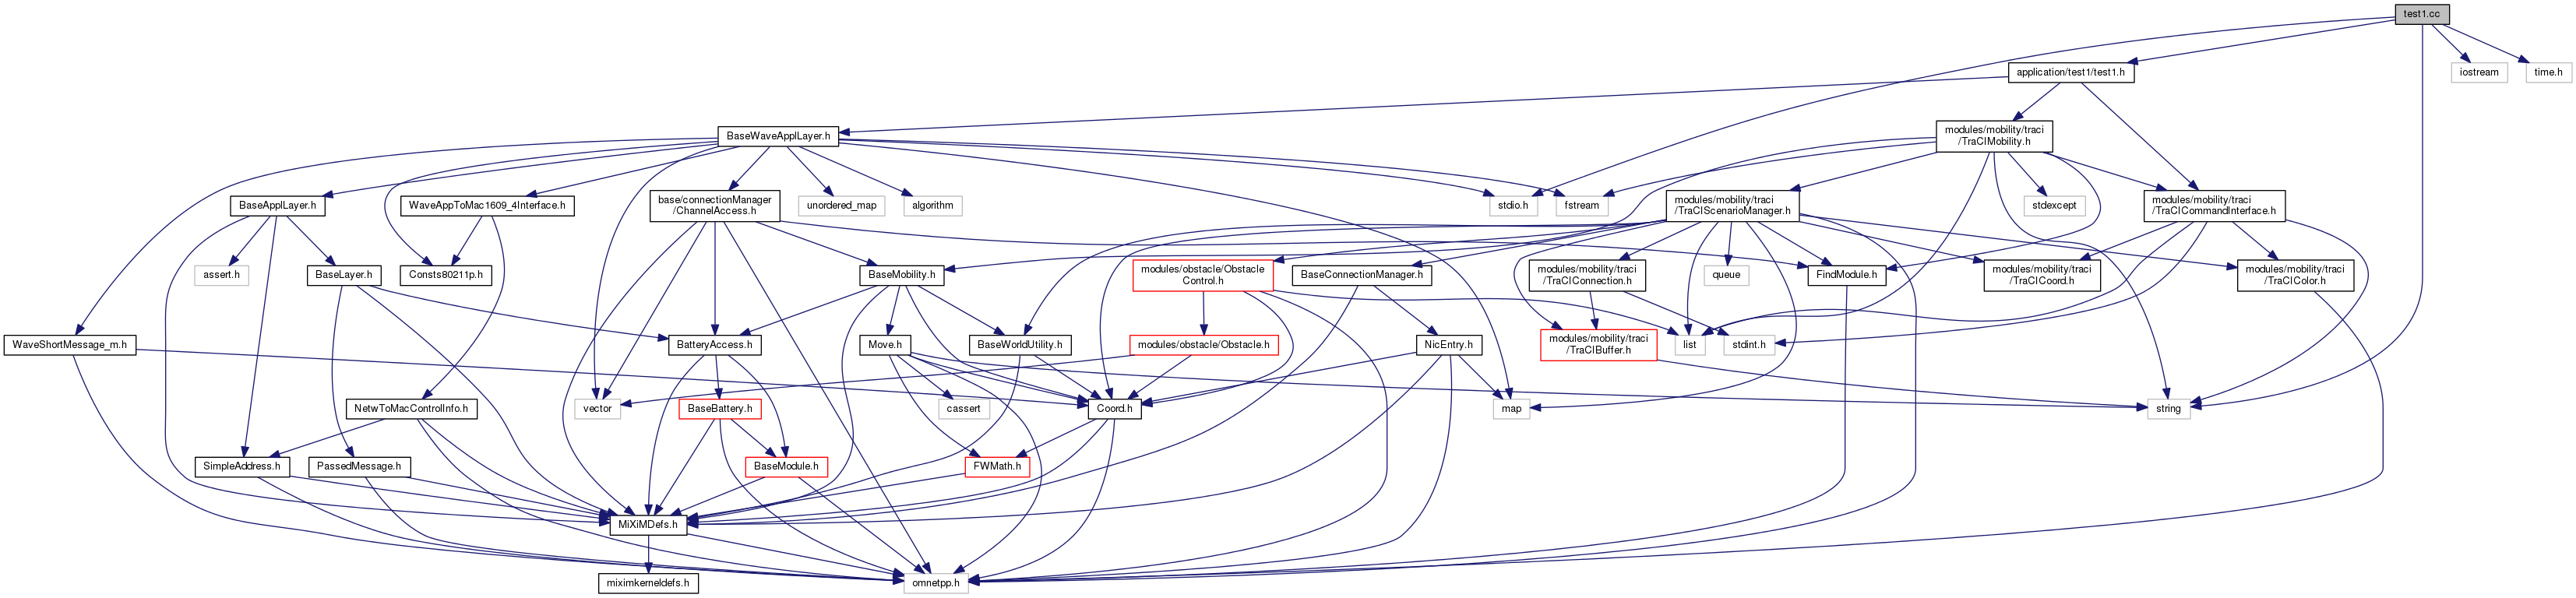 test1.cc
application/test1/test1.h
iostream
time.h
BaseWaveApplLayer.h
modules/mobility/traci
/TraCIMobility.h
BaseApplLayer.h
WaveAppToMac1609_4Interface.h
base/connectionManager
/ChannelAccess.h
unordered_map
algorithm
stdio.h
fstream
modules/mobility/traci
/TraCIScenarioManager.h
stdexcept
modules/mobility/traci
/TraCICommandInterface.h
assert.h
BaseLayer.h
Consts80211p.h
BaseMobility.h
modules/obstacle/Obstacle
Control.h
BaseConnectionManager.h
modules/mobility/traci
/TraCIConnection.h
queue
FindModule.h
modules/mobility/traci
/TraCICoord.h
modules/mobility/traci
/TraCIColor.h
WaveShortMessage_m.h
BatteryAccess.h
Move.h
BaseWorldUtility.h
modules/obstacle/Obstacle.h
NicEntry.h
modules/mobility/traci
/TraCIBuffer.h
list
stdint.h
NetwToMacControlInfo.h
vector
BaseBattery.h
cassert
Coord.h
map
string
SimpleAddress.h
PassedMessage.h
BaseModule.h
FWMath.h
MiXiMDefs.h
miximkerneldefs.h
omnetpp.h